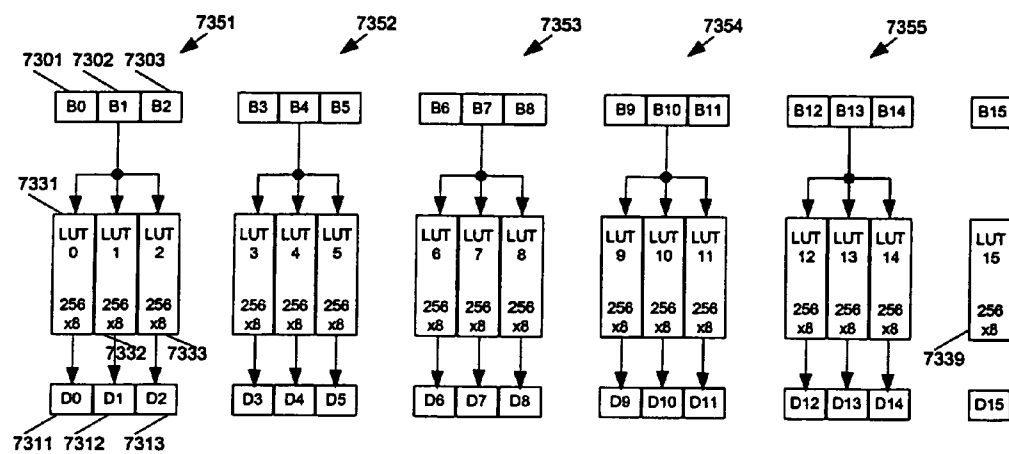 7351 7352 7353 7354 7355
7301 7302 7303
B0 B1 B2 B3 B4 B5 B6 B7 B8 B9 B10 B11 B12 B13 B14 B15
7331
LUT LUT LUT LUT LUT LUT LUT LUT LUT LUT LUT LUT LUT LUT LUT LUT
0 1 2 3 4 5 6 7 8 9 10 11 12 13 14 15
256 256 256 256 256 256 256 256 256 256 256 256 256 256 256 256
x8 x8 x8 x8 x8 x8 x8 x8 x8 x8 x8 x8 x8 x8 x8 x8
7332 7333 7339
D0 D1 D2 D3 D4 D5 D6 D7 D8 D9 D10 D11 D12 D13 D14 D15
7311 7312 7313